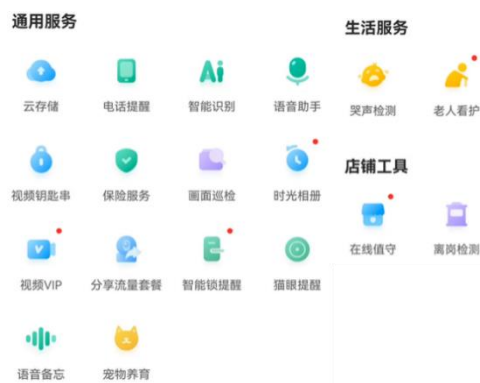 通用服务
云存储
电话提醒
Ai
智能识别
语音助手
视频钥匙串
保险服务
画面巡检
时光相册
视频VIP
分享流量套餐
智能锁提醒
猫眼提醒
语音备忘
宠物养育
生活服务
哭声检测
老人看护
店铺工具
在线值守
离岗检测